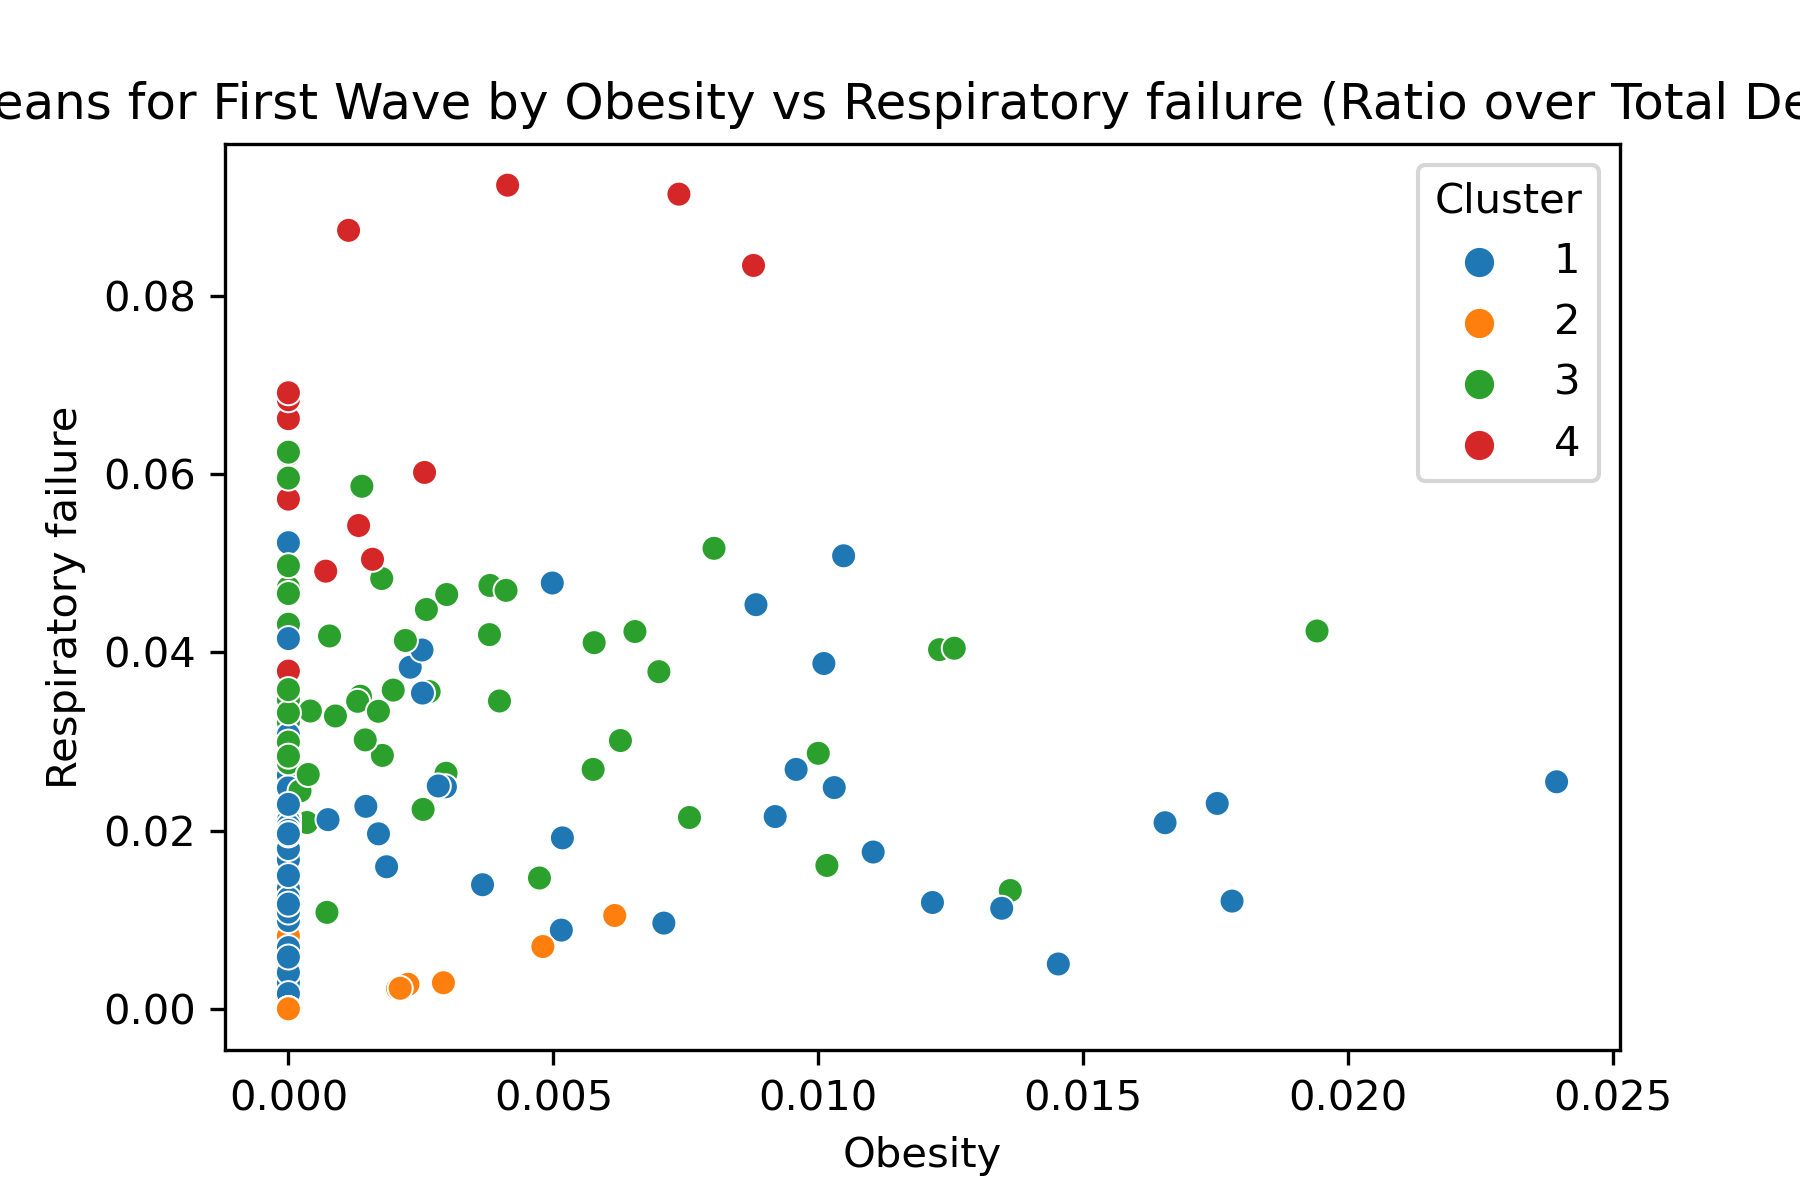 eans for First Wave by Obesity vs Respiratory failure (Ratio over Total De
Cluster
1
2
3
4
0.08
0.06
0.04
0.02
0.00
Respiratory failure
0.000 0.005 0.010 0.015 0.020 0.025
Obesity